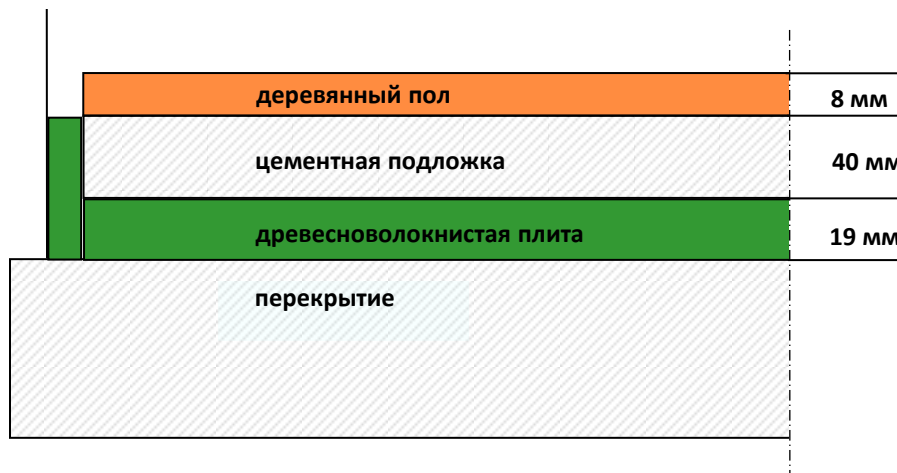 деревянный пол
8 мм
цементная подложка
40 мм
древесноволокнистая плита
19 мм
перекрытие